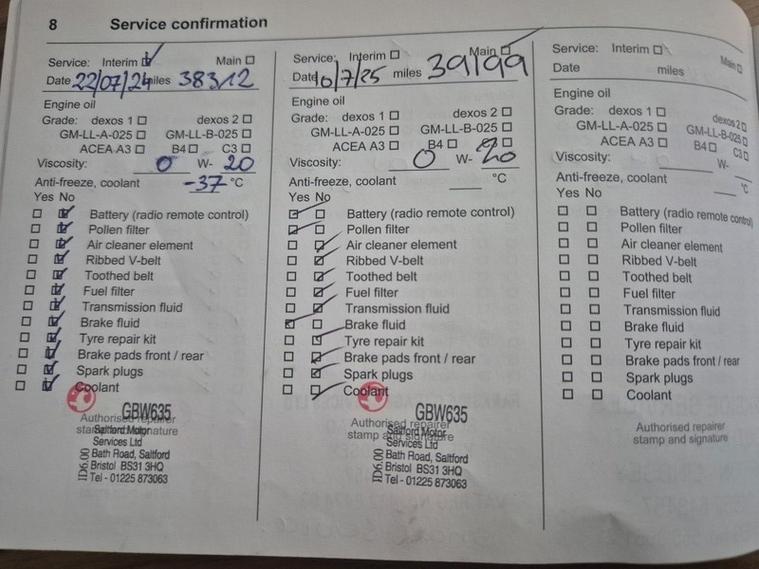 8 Service confirmation
Service: Interim Main
Date 22/07/24 miles 38312
Engine oil
Grade: dexos 1 dexos 2
GM-LL-A-025 GM-LL-B-025
ACEA A3 B4 C3
Viscosity: 0 W- 20
Anti-freeze, coolant -37 °C
Yes No
Battery (radio remote control)
Pollen filter
Air cleaner element
Ribbed V-belt
Toothed belt
Fuel filter
Transmission fluid
Brake fluid
Tyre repair kit
Brake pads front / rear
Spark plugs
Coolant
GBW635
Authorised repairer
stamp and signature
Saltford Motor
Services Ltd
Bath Road, Saltford
Bristol BS31 3HQ
Tel - 01225 873063
ID6.00
Service: Interim Main
Date 10/7/25 miles 39199
Engine oil
Grade: dexos 1 dexos 2
GM-LL-A-025 GM-LL-B-025
ACEA A3 B4
Viscosity: 0 W- 20
Anti-freeze, coolant °C
Yes No
Battery (radio remote control)
Pollen filter
Air cleaner element
Ribbed V-belt
Toothed belt
Fuel filter
Transmission fluid
Brake fluid
Tyre repair kit
Brake pads front / rear
Spark plugs
Coolant
GBW635
Authorised repairer
stamp and signature
Saltford Motor
Services Ltd
Bath Road, Saltford
Bristol BS31 3HQ
Tel - 01225 873063
ID6.00
Service: Interim Main
Date miles
Engine oil
Grade: dexos 1 dexos 2
GM-LL-A-025 GM-LL-B-025
ACEA A3 B4 C3
Viscosity: W-
Anti-freeze, coolant °C
Yes No
Battery (radio remote control)
Pollen filter
Air cleaner element
Ribbed V-belt
Toothed belt
Fuel filter
Transmission fluid
Brake fluid
Tyre repair kit
Brake pads front / rear
Spark plugs
Coolant
Authorised repairer
stamp and signature